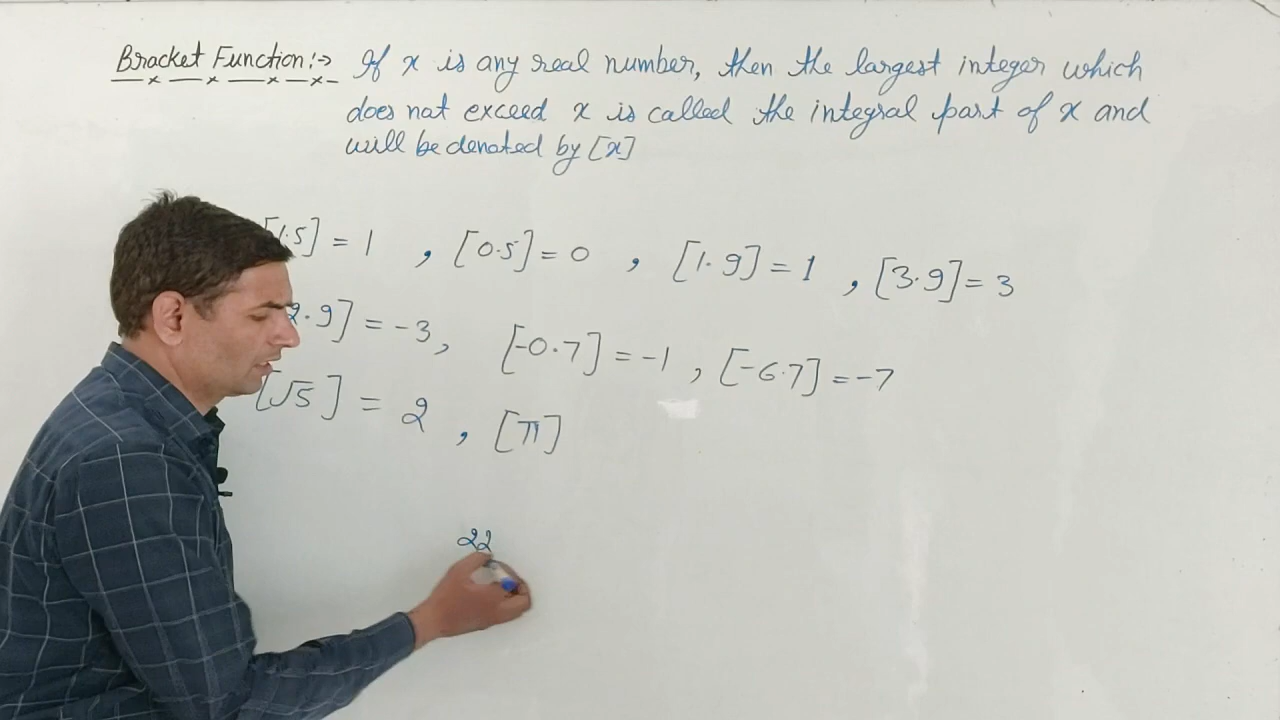 Bracket Function:→ If x is any real number, then the largest integer which
does not exceed x is called the integral part of x and
will be denoted by [x]
[1.5] = 1 , [0.5] = 0 , [1.9] = 1 , [3.9] = 3
2.9] = -3, [-0.7] = -1 , [-6.7] = -7
[√5] = 2 , [π]
22